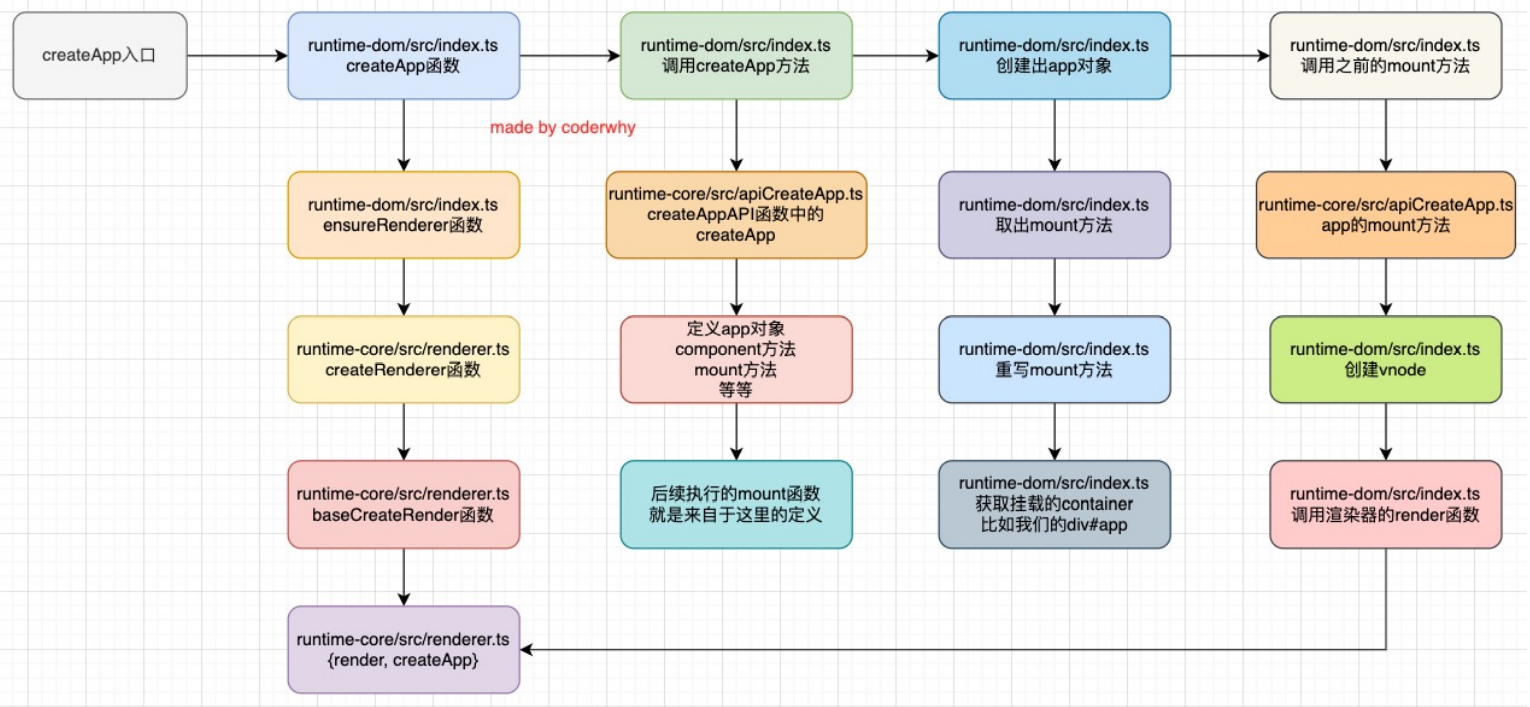 createApp入口
runtime-dom/src/index.ts
createApp函数
runtime-dom/src/index.ts
调用createApp方法
runtime-dom/src/index.ts
创建出app对象
runtime-dom/src/index.ts
调用之前的mount方法
made by coderwhy
runtime-dom/src/index.ts
ensureRenderer函数
runtime-core/src/apiCreateApp.ts
createAppAPI函数中的
createApp
runtime-dom/src/index.ts
取出mount方法
runtime-core/src/apiCreateApp.ts
app的mount方法
runtime-core/src/renderer.ts
createRenderer函数
定义app对象
component方法
mount方法
等等
runtime-dom/src/index.ts
重写mount方法
runtime-dom/src/index.ts
创建vnode
runtime-core/src/renderer.ts
baseCreateRender函数
后续执行的mount函数
就是来自于这里的定义
runtime-dom/src/index.ts
获取挂载的container
比如我们的div#app
runtime-dom/src/index.ts
调用渲染器的render函数
runtime-core/src/renderer.ts
{render, createApp}